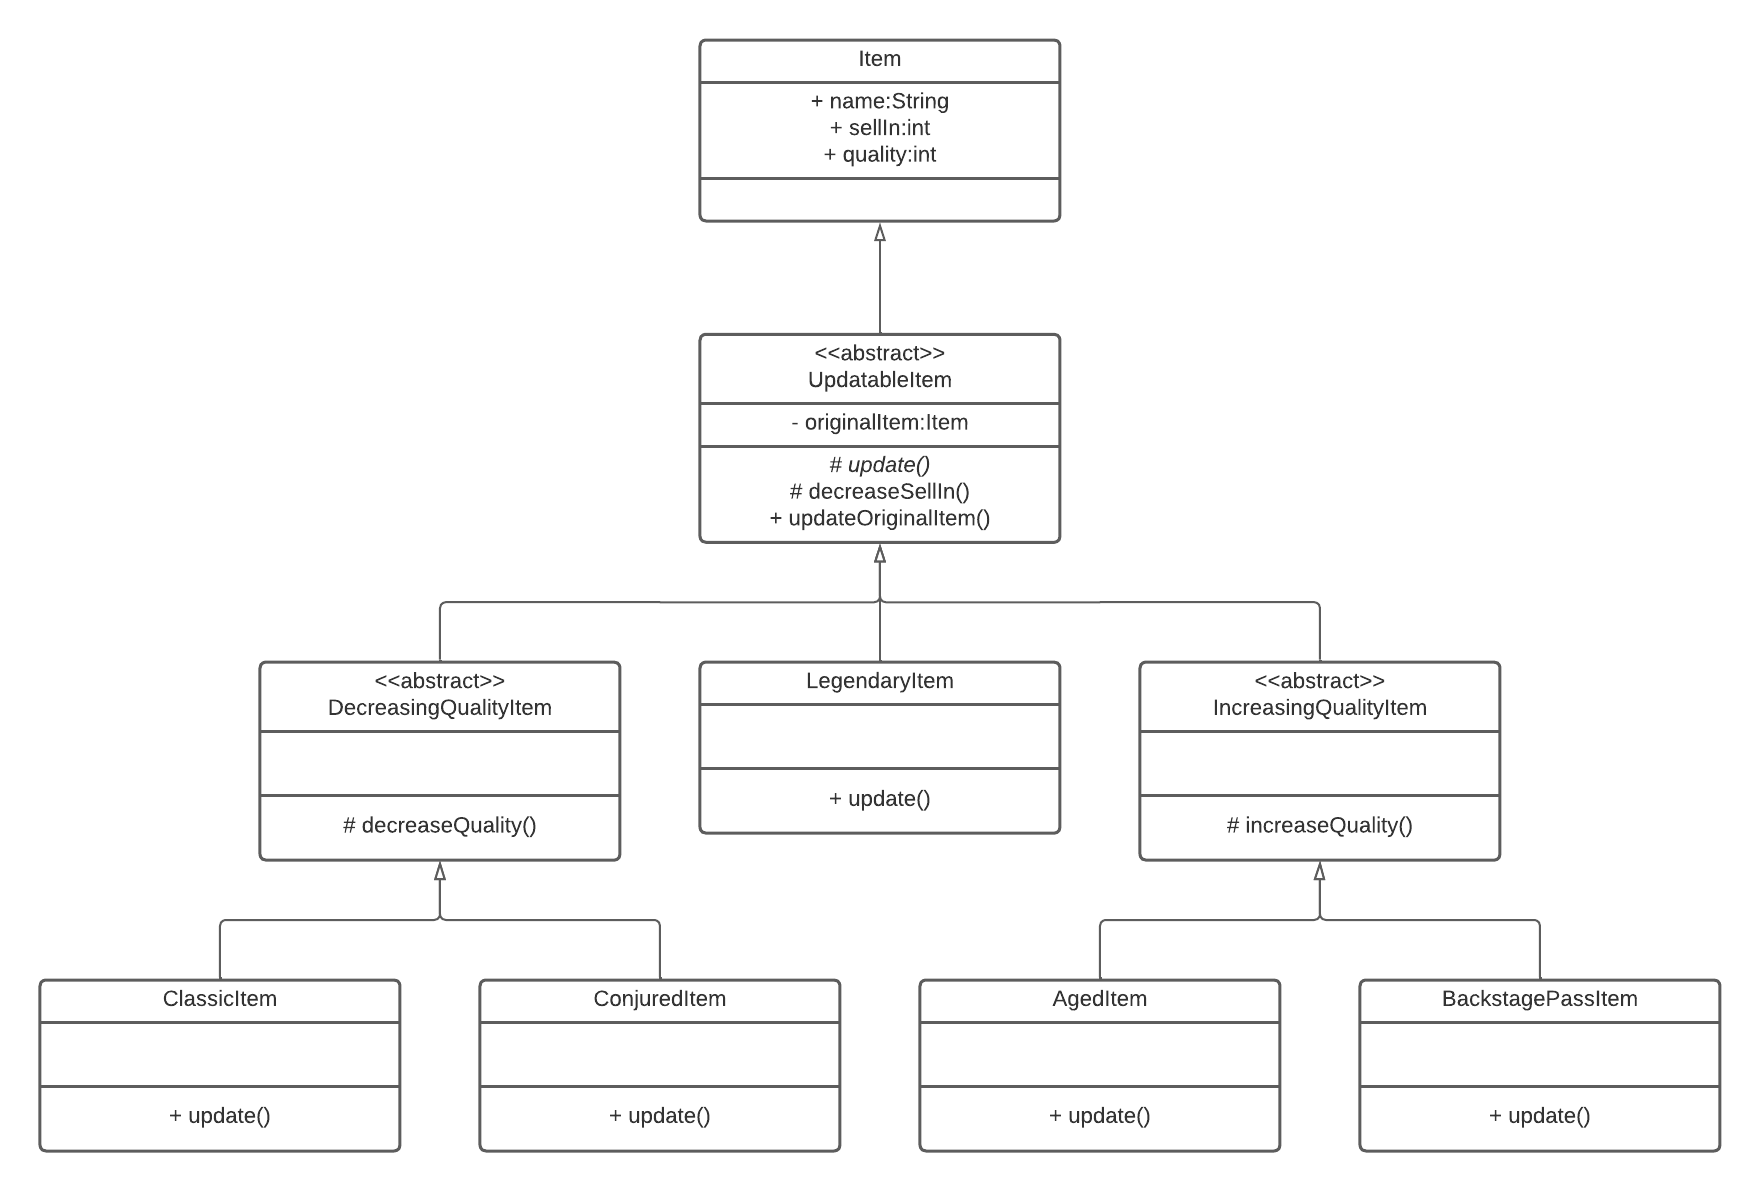 Item
+ name:String
+ sellIn:int
+ quality:int
<<abstract>>
UpdatableItem
- originalItem:Item
# update()
# decreaseSellIn()
+ updateOriginalItem()
<<abstract>>
DecreasingQualityItem
# decreaseQuality()
LegendaryItem
+ update()
<<abstract>>
IncreasingQualityItem
# increaseQuality()
ClassicItem
+ update()
ConjuredItem
+ update()
AgedItem
+ update()
BackstagePassItem
+ update()